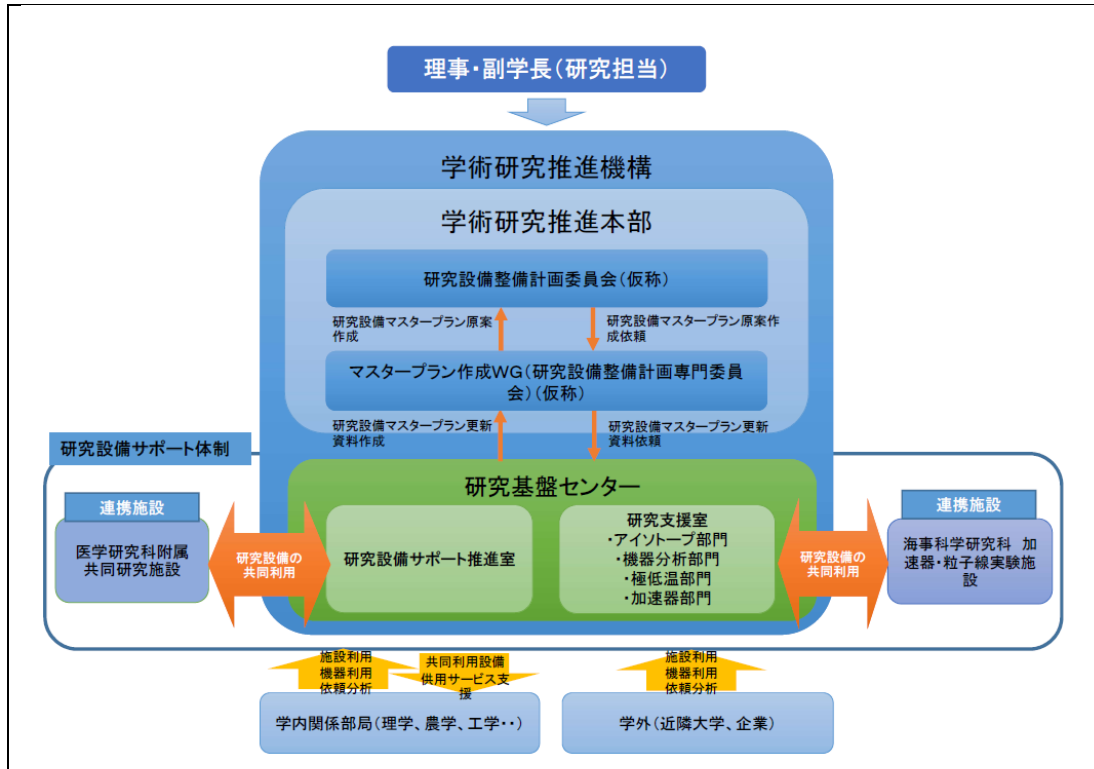 理事・副学長(研究担当)
学術研究推進機構
学術研究推進本部
研究設備整備計画委員会(仮称)
研究設備マスタープラン原案
作成
研究設備マスタープラン原案作
成依頼
マスタープラン作成WG(研究設備整備計画専門委員
会)(仮称)
研究設備マスタープラン更新
資料作成
研究設備マスタープラン更新
資料依頼
研究設備サポート体制
研究基盤センター
連携施設
医学研究科附属
共同研究施設
研究設備の
共同利用
研究設備サポート推進室
研究支援室
・アイソトープ部門
・機器分析部門
・極低温部門
・加速器部門
研究設備の
共同利用
連携施設
海事科学研究科 加
速器・粒子線実験施
設
施設利用
機器利用
依頼分析
共同利用設備
供用サービス支
援
施設利用
機器利用
依頼分析
学内関係部局(理学、農学、工学・・)
学外(近隣大学、企業)